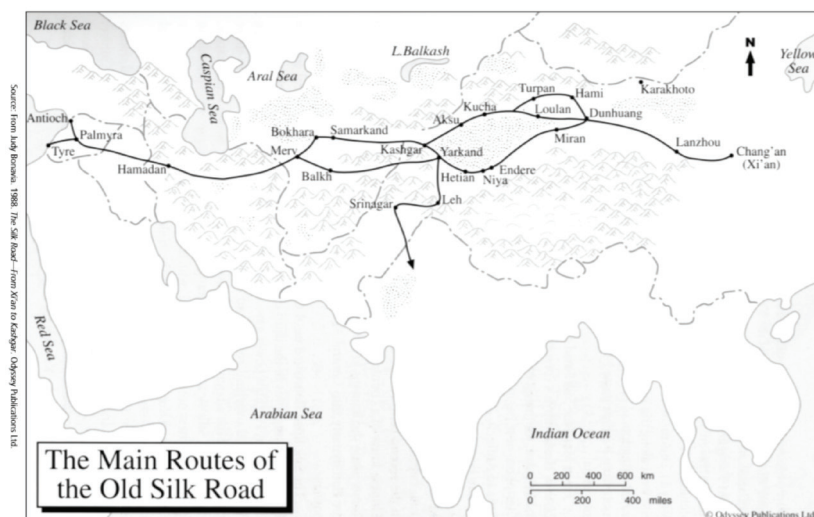 Black Sea
Caspian Sea
Aral Sea
L.Balkash
N
Yellow
Sea
Karakhoto
Turpan
Hami
Kucha
Loulan
Dunhuang
Aksu
Antioch
Palmyra
Tyre
Bokhara
Samarkand
Kashgar
Yarkand
Miran
Lanzhou
Chang'an
(Xi'an)
Merv
Hamadan
Balkh
Hetian
Endere
Niya
Srinagar
Leh
Red Sea
Arabian Sea
Indian Ocean
The Main Routes of
the Old Silk Road
0 200 400 600 km
0 200 400
miles
© Odyssey Publications Ltd.
Source: From Judy Bonavia. 1988. The Silk Road—From Xi'an to Kashgar. Odyssey Publications Ltd.